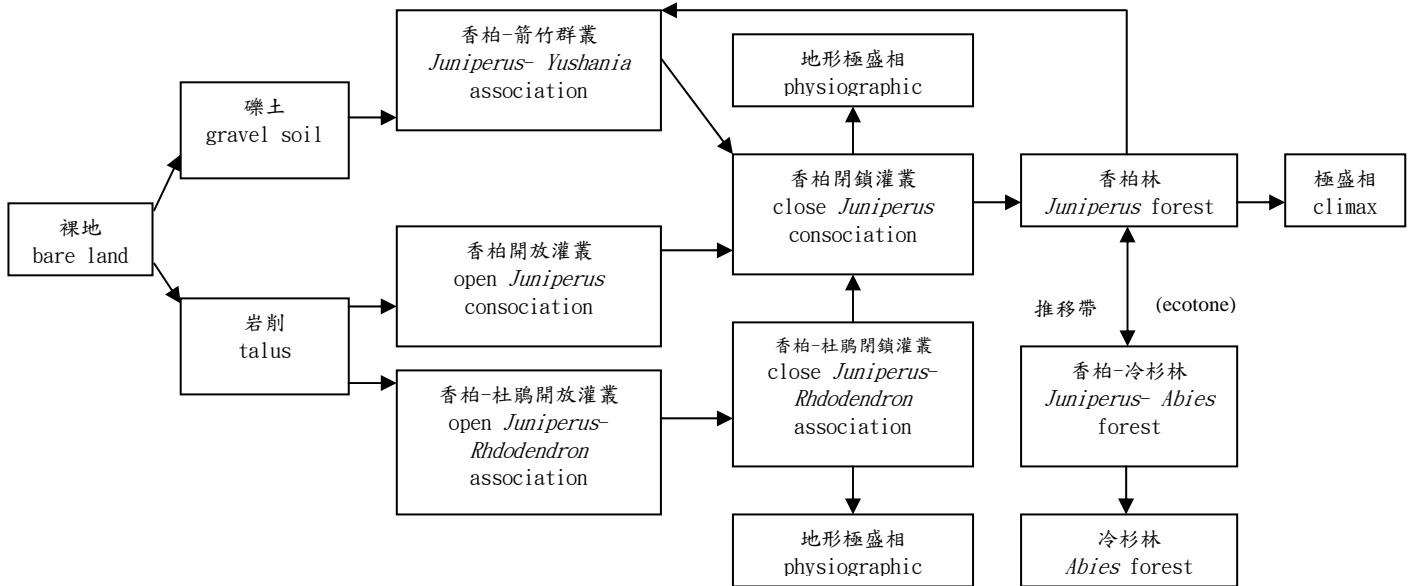 裸地
bare land
礫土
gravel soil
岩削
talus
香柏-箭竹群叢
Juniperus- Yushania
association
香柏開放灌叢
open Juniperus
consociation
香柏-杜鵑開放灌叢
open Juniperus-
Rhdodendron
association
地形極盛相
physiographic
香柏閉鎖灌叢
close Juniperus
consociation
香柏-杜鵑閉鎖灌叢
close Juniperus-
Rhdodendron
association
地形極盛相
physiographic
香柏林
Juniperus forest
推移帶 (ecotone)
香柏-冷杉林
Juniperus- Abies
forest
冷杉林
Abies forest
極盛相
climax